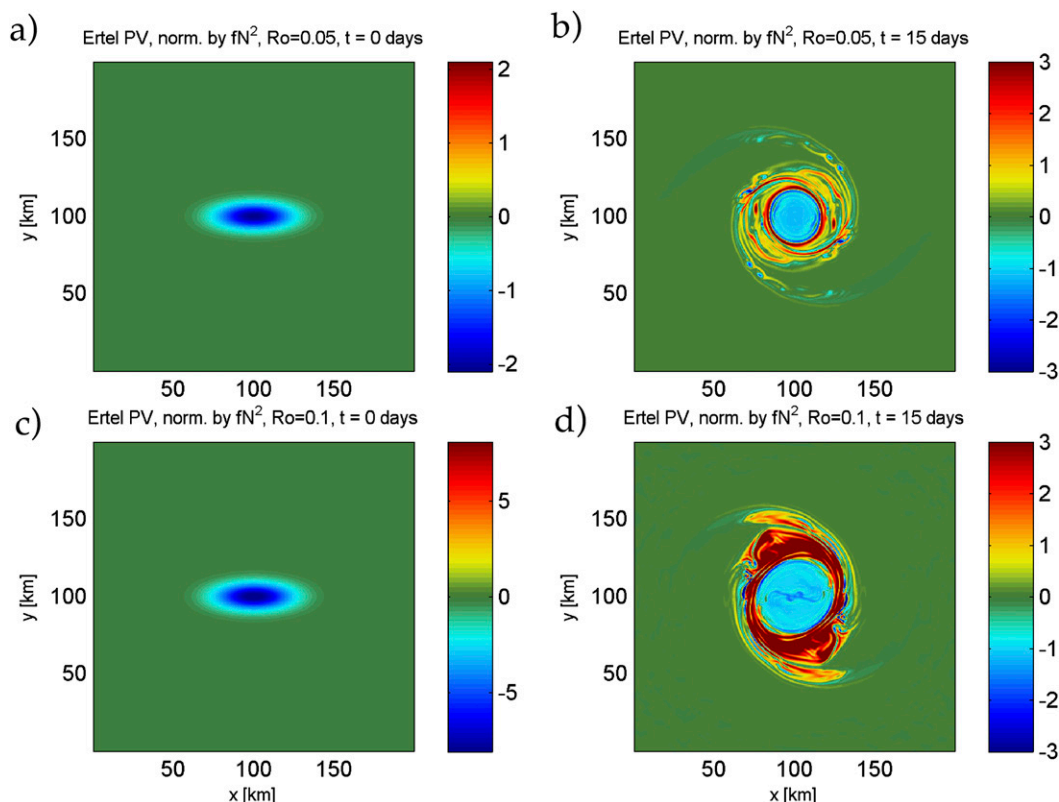 a)
Ertel PV, norm. by fN², Ro=0.05, t = 0 days
y [km]
150
100
50
50 100 150
2
1
0
-1
-2
b)
Ertel PV, norm. by fN², Ro=0.05, t = 15 days
y [km]
150
100
50
50 100 150
3
2
1
0
-1
-2
-3
c)
Ertel PV, norm. by fN², Ro=0.1, t = 0 days
y [km]
150
100
50
50 100 150
x [km]
5
0
-5
d)
Ertel PV, norm. by fN², Ro=0.1, t = 15 days
y [km]
150
100
50
50 100 150
x [km]
3
2
1
0
-1
-2
-3